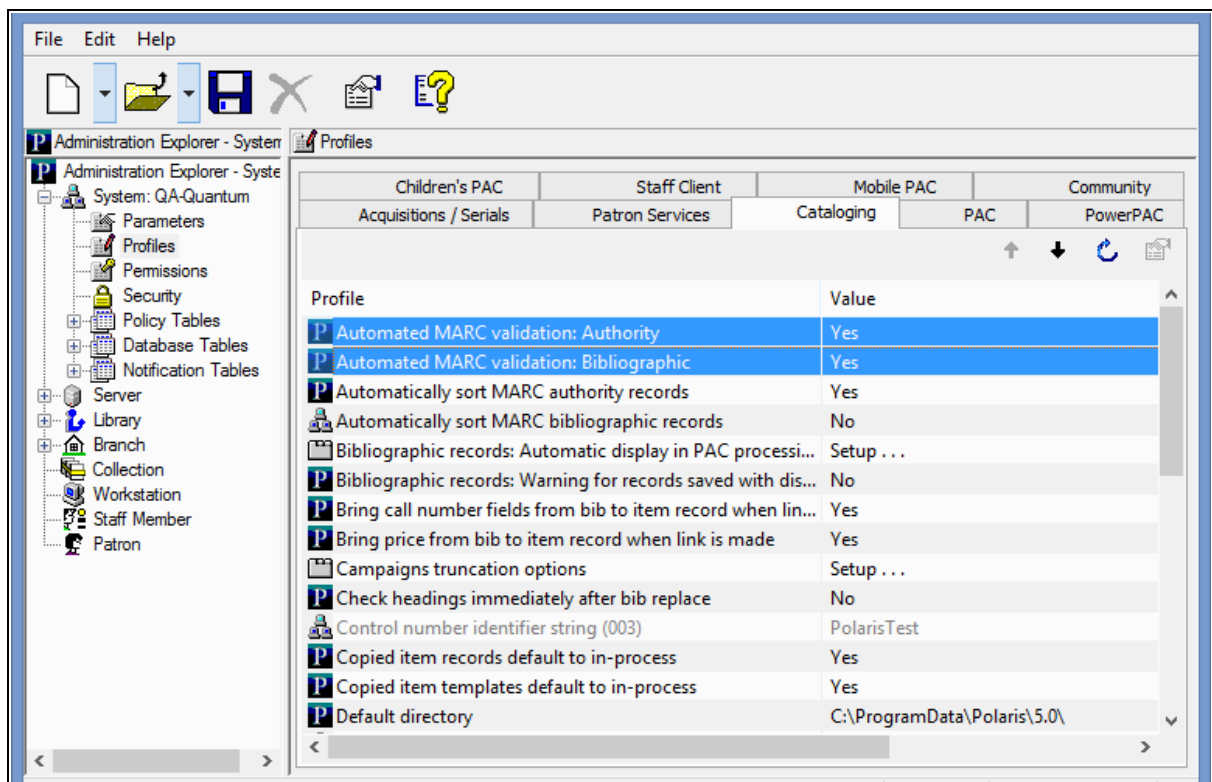 File Edit Help
Administration Explorer - System
Profiles
Administration Explorer - Syste
System: QA-Quantum
Parameters
Profiles
Permissions
Security
Policy Tables
Database Tables
Notification Tables
Server
Library
Branch
Collection
Workstation
Staff Member
Patron
Children's PAC Staff Client Mobile PAC Community
Acquisitions / Serials Patron Services Cataloging PAC PowerPAC
Profile Value
Automated MARC validation: Authority Yes
Automated MARC validation: Bibliographic Yes
Automatically sort MARC authority records Yes
Automatically sort MARC bibliographic records No
Bibliographic records: Automatic display in PAC processi... Setup . . .
Bibliographic records: Warning for records saved with dis... No
Bring call number fields from bib to item record when lin... Yes
Bring price from bib to item record when link is made Yes
Campaigns truncation options Setup . . .
Check headings immediately after bib replace No
Control number identifier string (003) PolarisTest
Copied item records default to in-process Yes
Copied item templates default to in-process Yes
Default directory C:\ProgramData\Polaris\5.0\